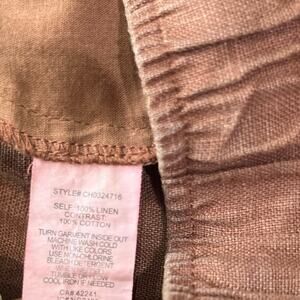 STYLE# CH0324716
SELF: 100% LINEN
CONTRAST:
100% COTTON
TURN GARMENT INSIDE OUT
MACHINE WASH COLD
WITH LIKE COLORS
USE NON-CHLORINE
BLEACH
TUMBLE DRY LOW
COOL IRON IF NEEDED
CA# 42241